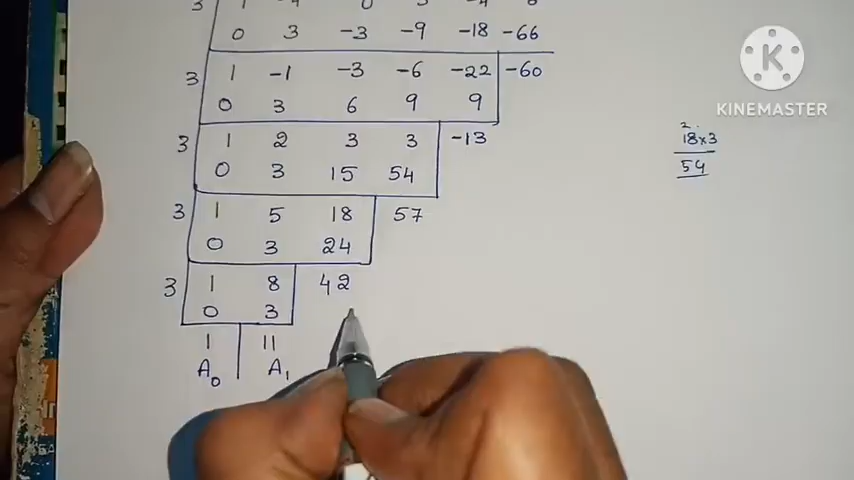 3
0 3 -3 -9 -18 -66
3 1 -1 -3 -6 -22 -60
0 3 6 9 9
3 1 2 3 3 -13
0 3 15 54
3 1 5 18 57
0 3 24
3 1 8 42
0 3
1 11
A0 A1
2
18x3
54
K
KINEMASTER